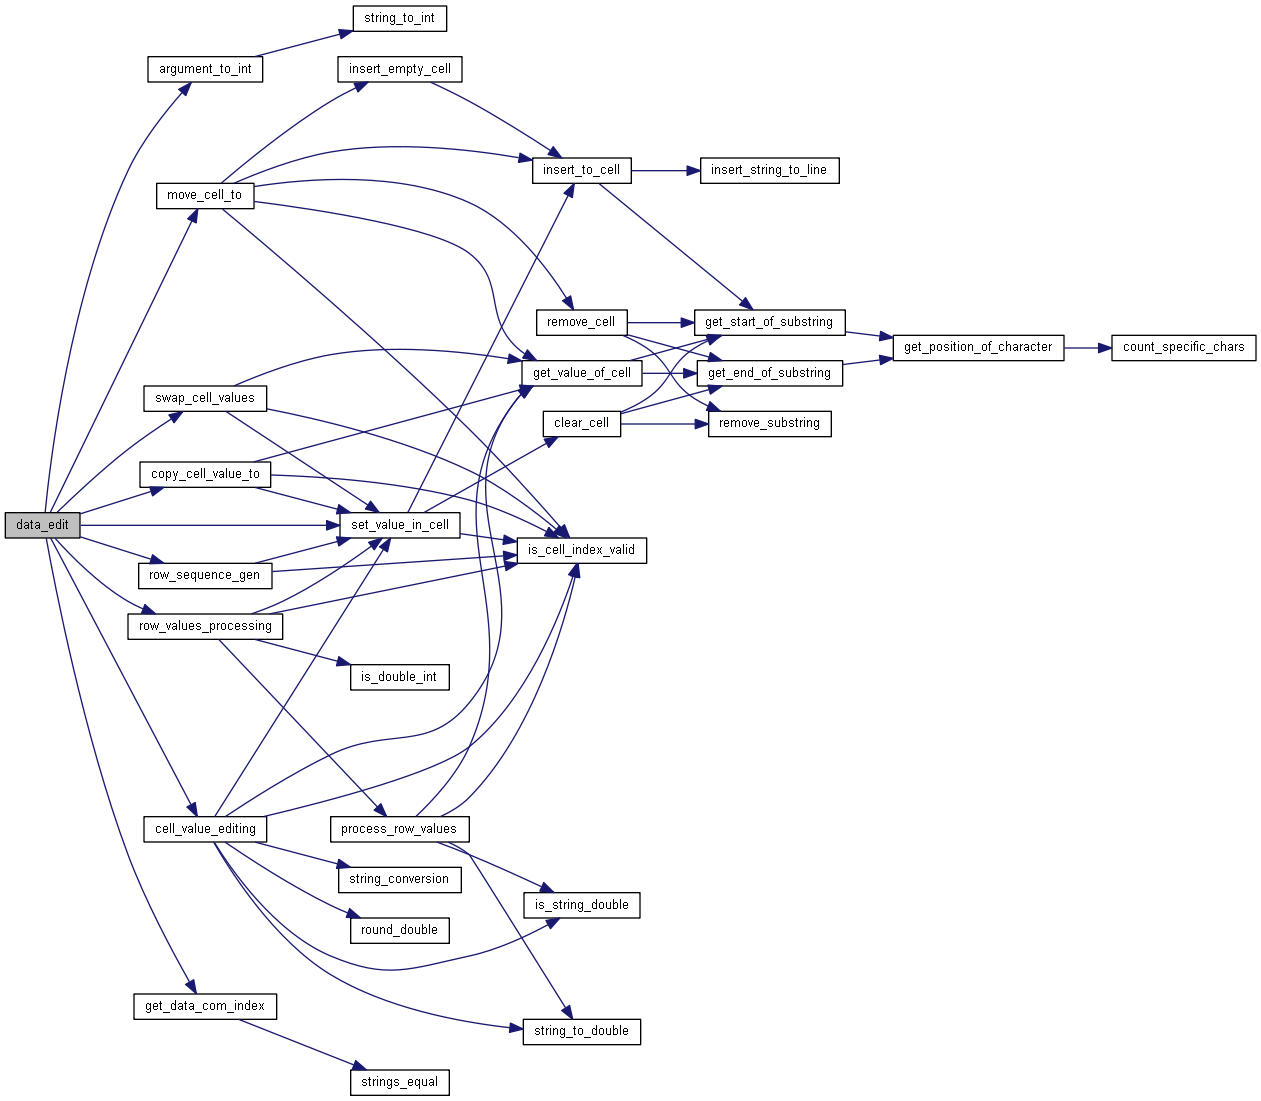 string_to_int
argument_to_int
insert_empty_cell
insert_to_cell
insert_string_to_line
move_cell_to
remove_cell
get_start_of_substring
get_position_of_character
count_specific_chars
get_value_of_cell
get_end_of_substring
swap_cell_values
clear_cell
remove_substring
copy_cell_value_to
data_edit
set_value_in_cell
is_cell_index_valid
row_sequence_gen
row_values_processing
is_double_int
cell_value_editing
process_row_values
string_conversion
is_string_double
round_double
get_data_com_index
string_to_double
strings_equal